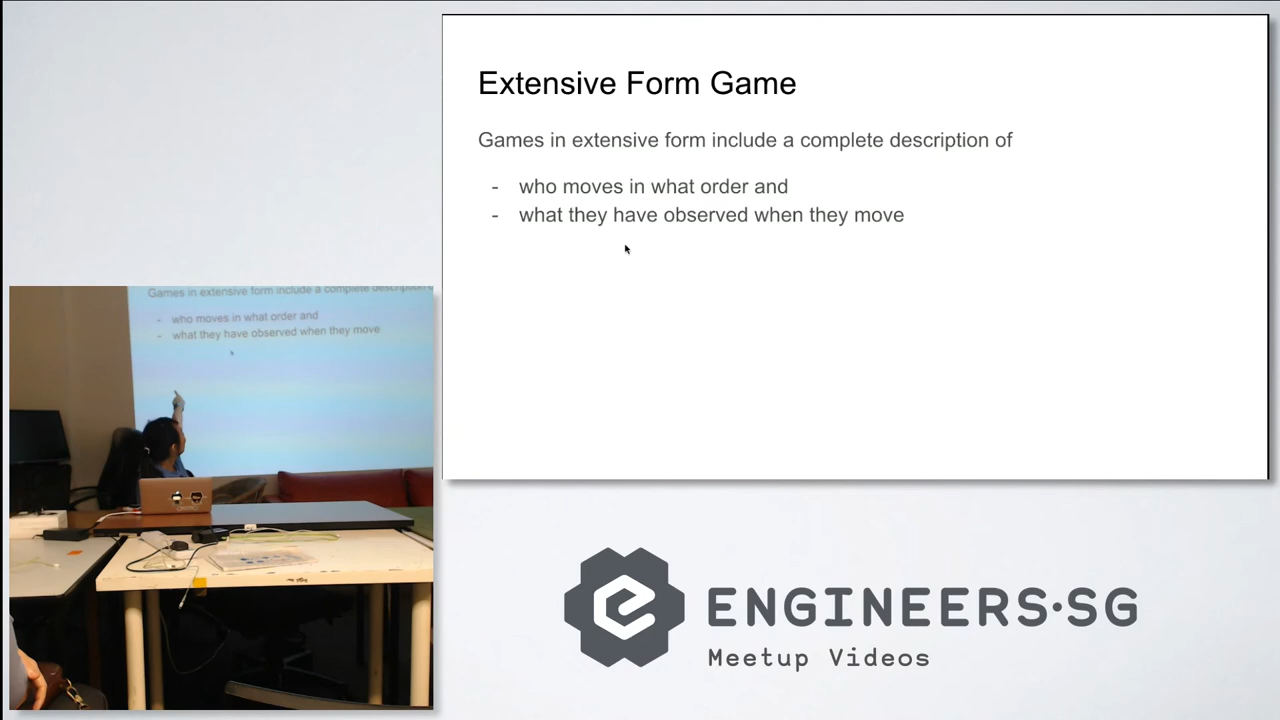 Extensive Form Game
Games in extensive form include a complete description of
- who moves in what order and
- what they have observed when they move
Games in extensive form include a complete description
- who moves in what order and
- what they have observed when they move
ENGINEERS·SG
Meetup Videos